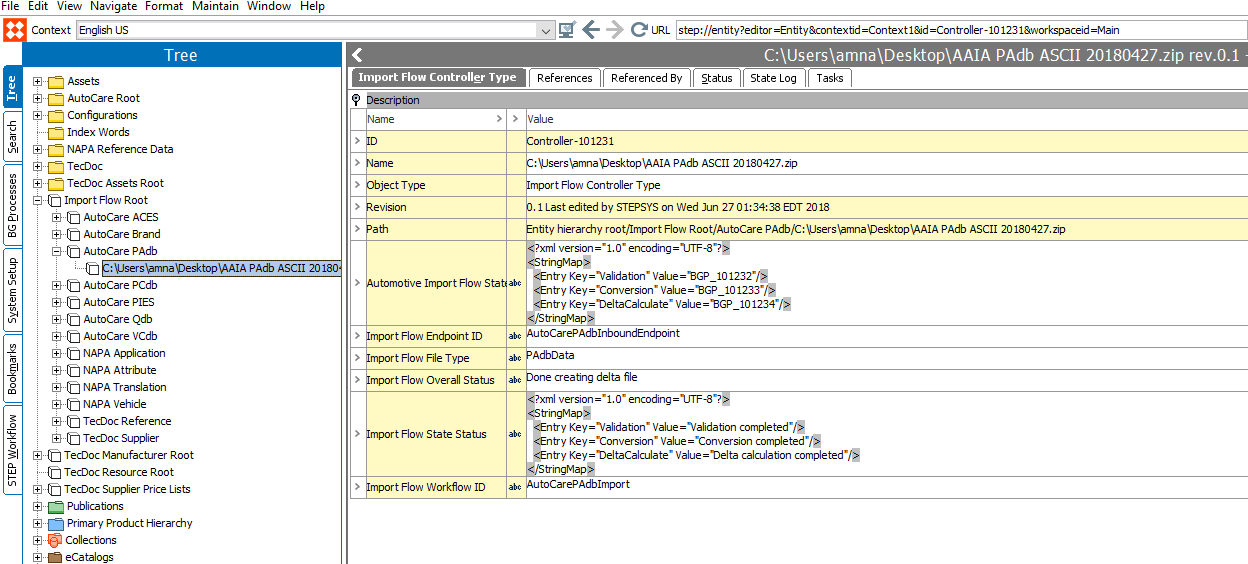 File Edit View Navigate Format Maintain Window Help
Context English US URL step://entity?editor=Entity&contextid=Context1&id=Controller-101231&workspaceid=Main
Tree
Search
BG Processes
System Setup
Bookmarks
STEP Workflow
Tree
Assets
AutoCare Root
Configurations
Index Words
NAPA Reference Data
TecDoc
TecDoc Assets Root
Import Flow Root
AutoCare ACES
AutoCare Brand
AutoCare PAdb
C:\Users\amna\Desktop\AAIA PAdb ASCII 20180
AutoCare PCdb
AutoCare PIES
AutoCare Qdb
AutoCare VCdb
NAPA Application
NAPA Attribute
NAPA Translation
NAPA Vehicle
TecDoc Reference
TecDoc Supplier
TecDoc Manufacturer Root
TecDoc Resource Root
TecDoc Supplier Price Lists
Publications
Primary Product Hierarchy
Collections
eCatalogs
C:\Users\amna\Desktop\AAIA PAdb ASCII 20180427.zip rev.0.1 -
Import Flow Controller Type References Referenced By Status State Log Tasks
Description
Name > > Value
> ID Controller-101231
> Name C:\Users\amna\Desktop\AAIA PAdb ASCII 20180427.zip
> Object Type Import Flow Controller Type
> Revision 0.1 Last edited by STEPSYS on Wed Jun 27 01:34:38 EDT 2018
> Path Entity hierarchy root/Import Flow Root/AutoCare PAdb/C:\Users\amna\Desktop\AAIA PAdb ASCII 20180427.zip
> Automotive Import Flow State abc
<?xml version="1.0" encoding="UTF-8"?>
<StringMap>
<Entry Key="Validation" Value="BGP_101232"/>
<Entry Key="Conversion" Value="BGP_101233"/>
<Entry Key="DeltaCalculate" Value="BGP_101234"/>
</StringMap>
> Import Flow Endpoint ID abc AutoCarePAdbInboundEndpoint
> Import Flow File Type abc PAdbData
> Import Flow Overall Status abc Done creating delta file
> Import Flow State Status abc
<?xml version="1.0" encoding="UTF-8"?>
<StringMap>
<Entry Key="Validation" Value="Validation completed"/>
<Entry Key="Conversion" Value="Conversion completed"/>
<Entry Key="DeltaCalculate" Value="Delta calculation completed"/>
</StringMap>
> Import Flow Workflow ID abc AutoCarePAdbImport